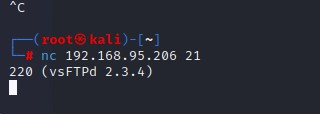 ^C
┌──(root㉿kali)-[~]
└─# nc 192.168.95.206 21
220 (vsFTPd 2.3.4)